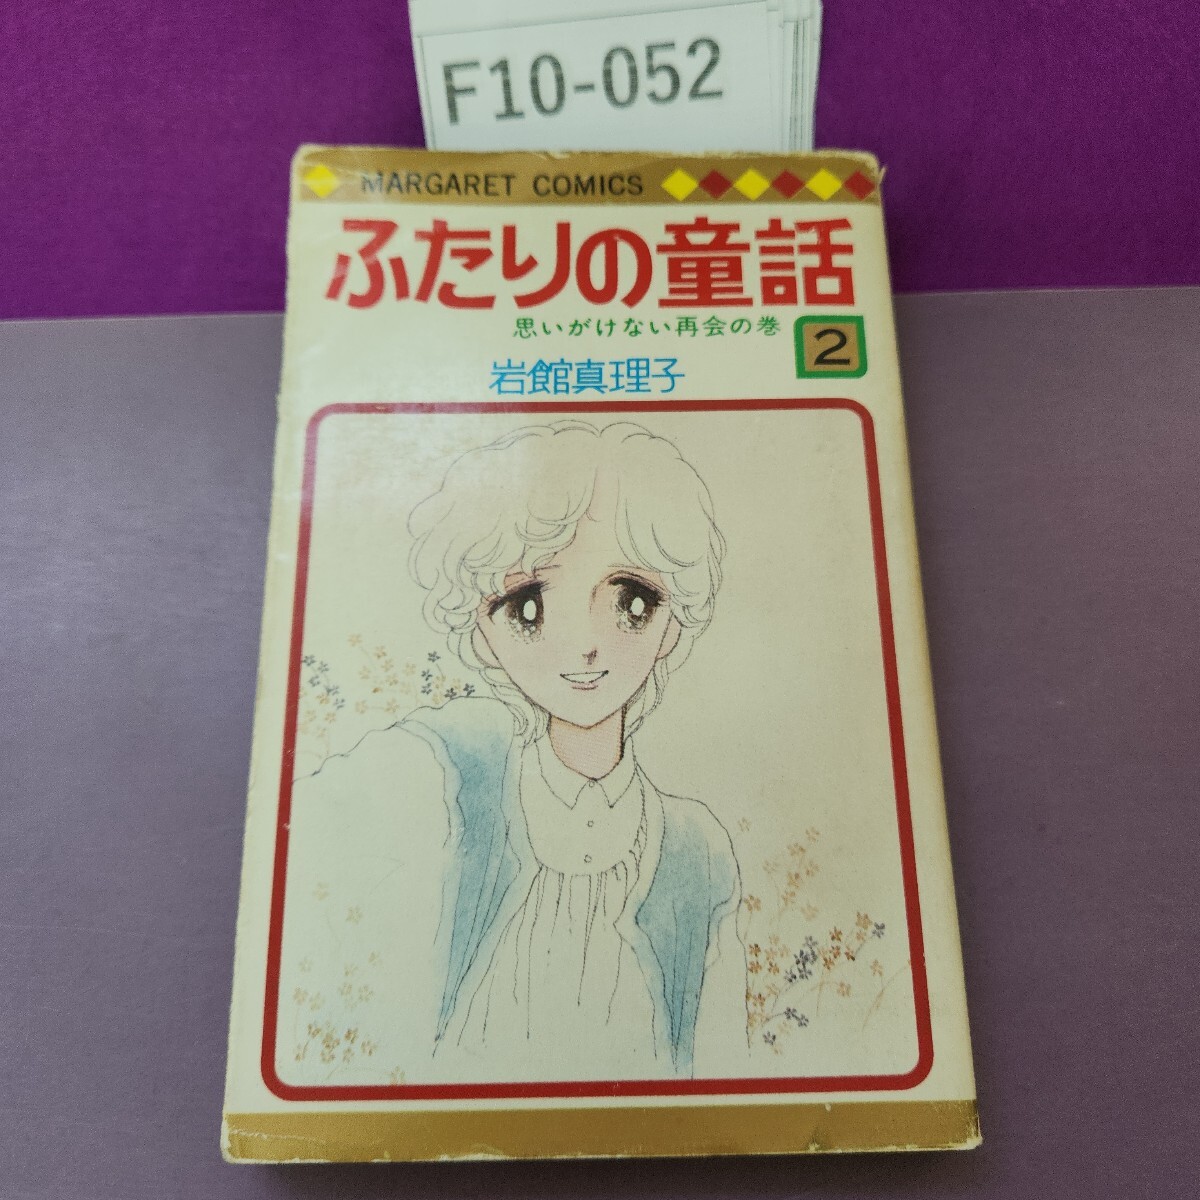 F10-052
MARGARET COMICS
ふたりの童話
思いがけない再会の巻
2
岩館真理子